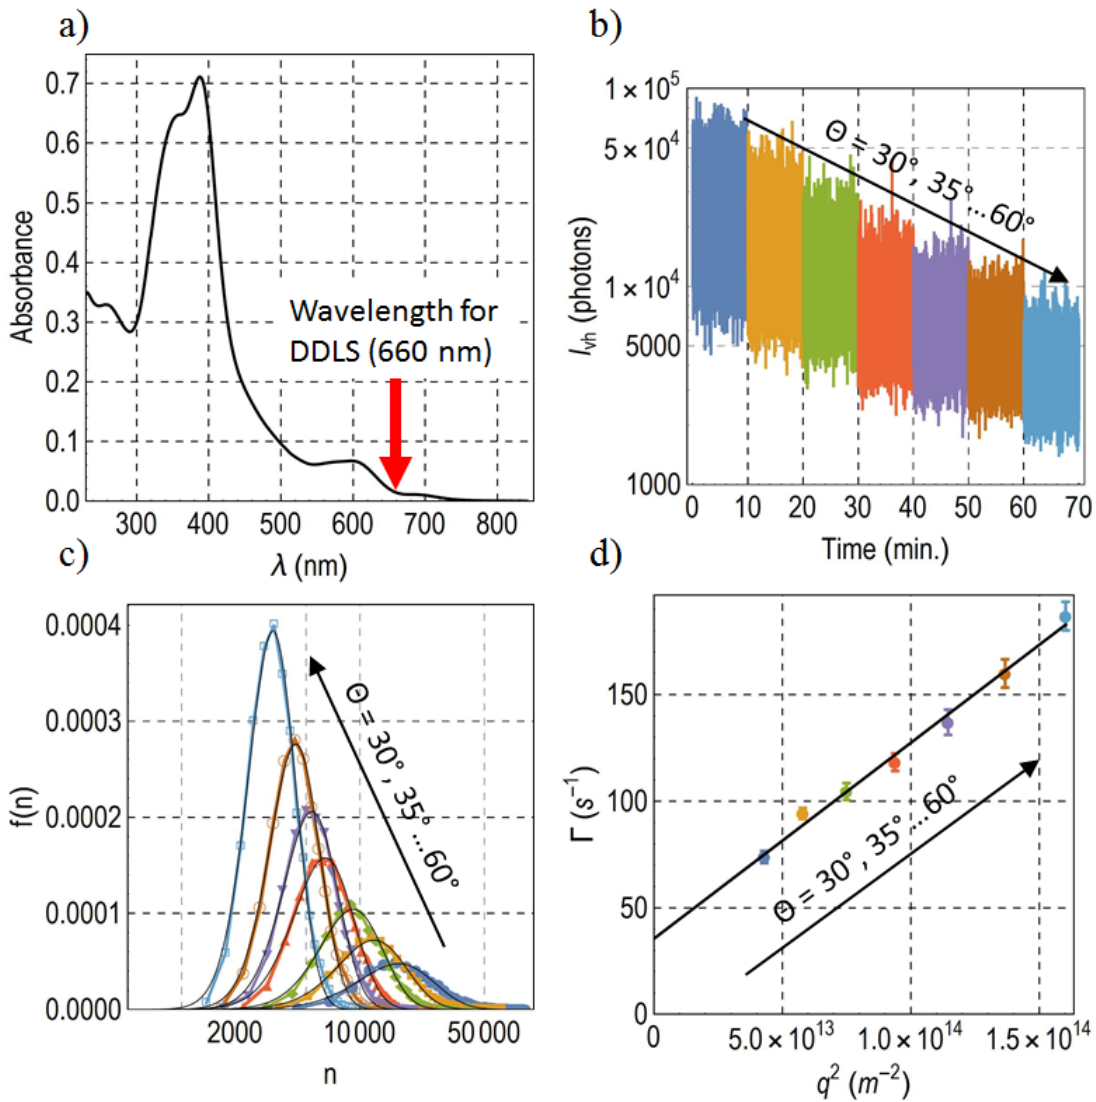 a)
0.7
0.6
0.5
0.4
0.3
0.2
0.1
0.0
Absorbance
Wavelength for
DDLS (660 nm)
300 400 500 600 700 800
λ (nm)
b)
1 × 10⁵
5 × 10⁴
1 × 10⁴
5000
1000
Ivh (photons)
Θ = 30°, 35°...60°
0 10 20 30 40 50 60 70
Time (min.)
c)
0.0004
0.0003
0.0002
0.0001
0.0000
f(n)
Θ = 30°, 35°...60°
2000 10000 50000
n
d)
150
100
50
0
Γ (s⁻¹)
Θ = 30°, 35°...60°
0 5.0 × 10¹³ 1.0 × 10¹⁴ 1.5 × 10¹⁴
q² (m⁻²)